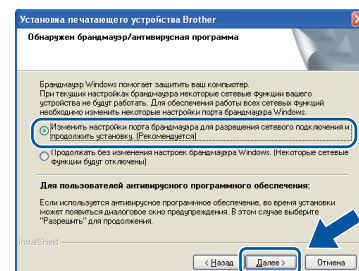 Установка печатающего устройства Brother
Обнаружен брандмауэр/антивирусная программа
Брандмауэр Windows помогает защитить ваш компьютер.
При текущих настройках брандмауэра некоторые сетевые функции вашего
устройства не будут работать. Для обеспечения работы всех сетевых функций
необходимо изменить некоторые настройки порта брандмауэра Windows.
Изменить настройки порта брандмауэра для разрешения сетевого подключения и
продолжить установку. (Рекомендуется)
Продолжать без изменения настроек брандмауэра Windows. (Некоторые сетевые
функции будут отключены)
Для пользователей антивирусного программного обеспечения:
Если используется антивирусное программное обеспечение, во время установки
может появиться диалоговое окно предупреждения. В этом случае выберите
"Разрешить" для продолжения.
InstallShield
< Назад
Далее >
Отмена